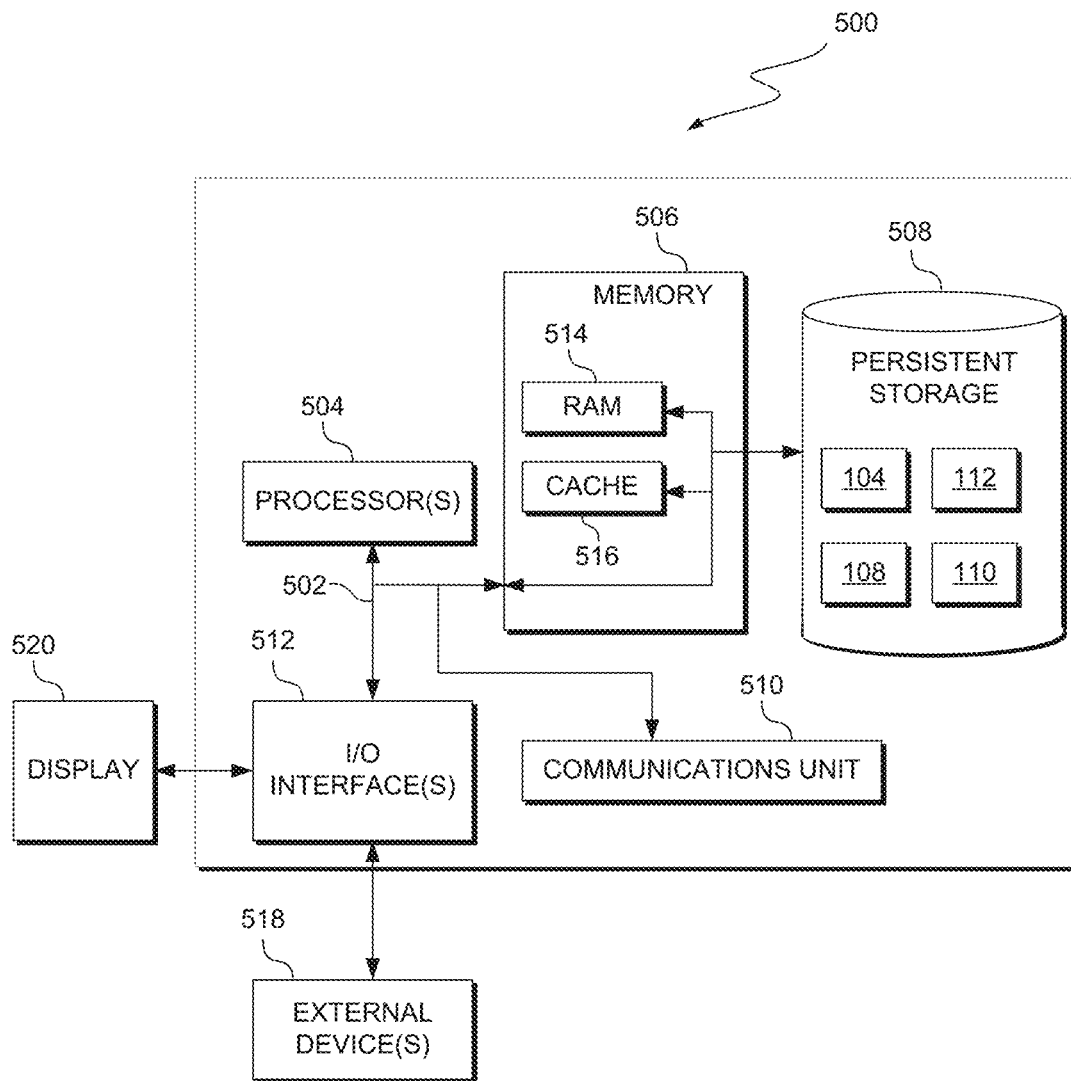 500
506
508
MEMORY
514
RAM
PERSISTENT
STORAGE
504
PROCESSOR(S)
CACHE
516
104
112
108
110
502
512
520
I/O
INTERFACE(S)
DISPLAY
510
COMMUNICATIONS UNIT
518
EXTERNAL
DEVICE(S)